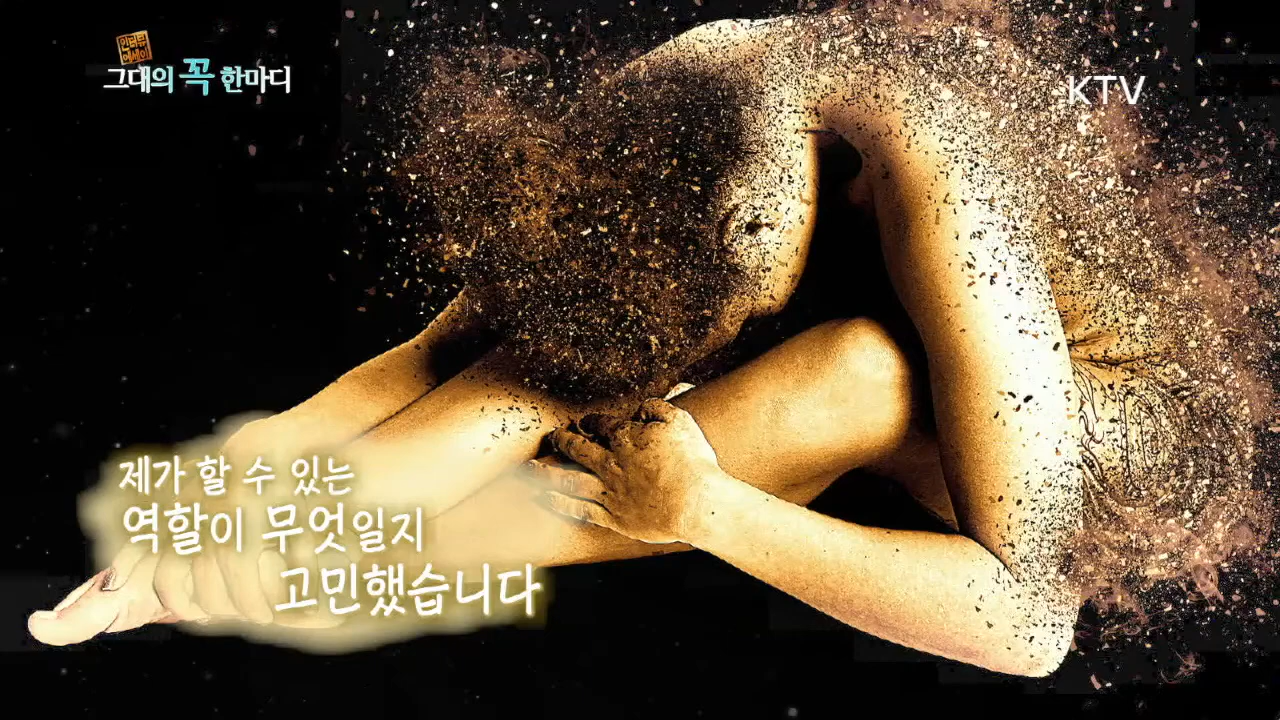 인터뷰
에세이
그대의 꼭 한마디
KTV
제가 할 수 있는
역할이 무엇일지
고민했습니다